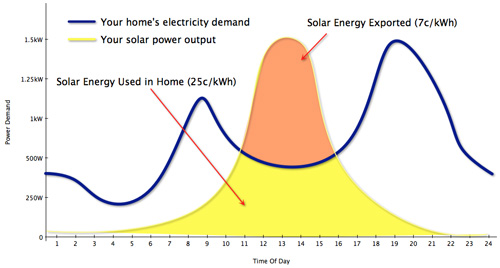 Your home's electricity demand
Your solar power output
Solar Energy Exported (7c/kWh)
Solar Energy Used in Home (25c/kWh)
1.5kW
1.25kW
1kW
500W
250W
0
Power Demand
1 2 3 4 5 6 7 8 9 10 11 12 13 14 15 16 17 18 19 20 21 22 23 24
Time Of Day